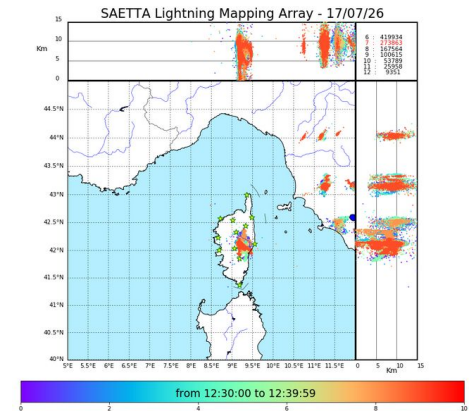 SAETTA Lightning Mapping Array - 17/07/26
15
Km
10
5
0
6 : 419934
7 : 273863
8 : 167564
9 : 100615
10 : 53789
11 : 25958
12 : 9351
44.5°N
44°N
43.5°N
43°N
42.5°N
42°N
41.5°N
41°N
40.5°N
40°N
5°E 5.5°E 6°E 6.5°E 7°E 7.5°E 8°E 8.5°E 9°E 9.5°E 10°E 10.5°E 11°E 11.5°E
0 5 10 15
Km
from 12:30:00 to 12:39:59
0 2 4 6 8 10